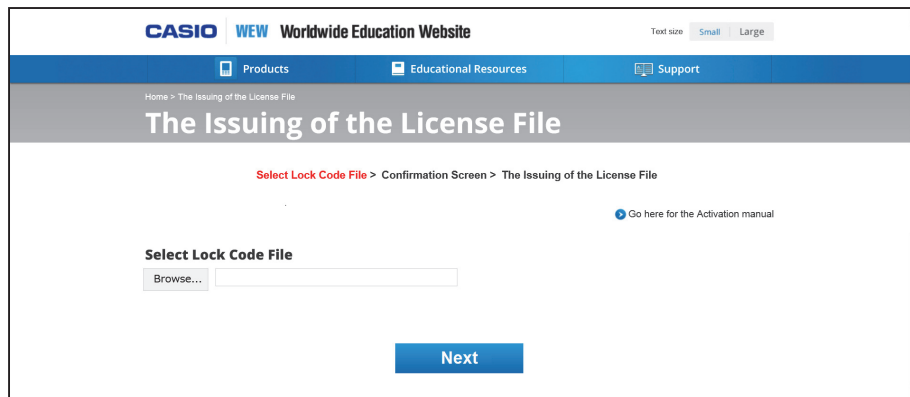 CASIO WEW Worldwide Education Website
Text size Small Large
Products Educational Resources Support
Home > The Issuing of the License File
The Issuing of the License File
Select Lock Code File > Confirmation Screen > The Issuing of the License File
Go here for the Activation manual
Select Lock Code File
Browse...
Next